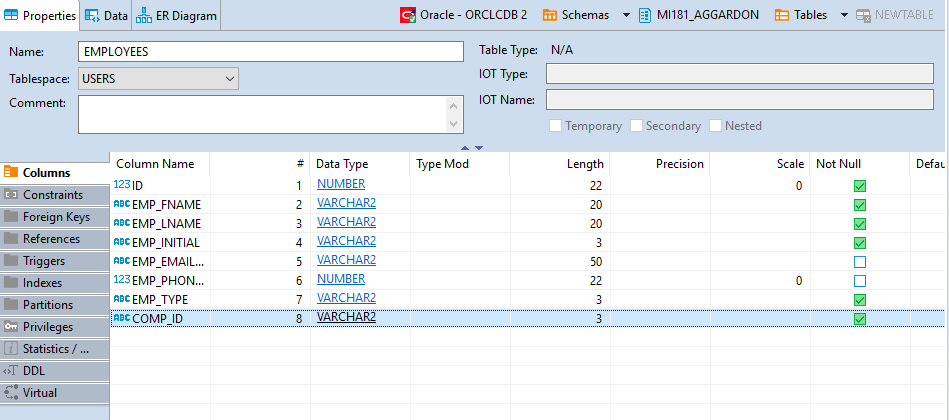 Properties Data ER Diagram Oracle - ORCLCDB 2 Schemas MI181_AGGARDON Tables NEWTABLE
Name: EMPLOYEES Table Type: N/A
Tablespace: USERS IOT Type:
Comment: IOT Name:
Temporary Secondary Nested
Columns
Constraints
Foreign Keys
References
Triggers
Indexes
Partitions
Privileges
Statistics / ...
DDL
Virtual
Column Name # Data Type Type Mod Length Precision Scale Not Null Defau
123 ID 1 NUMBER 22 0
ABC EMP_FNAME 2 VARCHAR2 20
ABC EMP_LNAME 3 VARCHAR2 20
ABC EMP_INITIAL 4 VARCHAR2 3
ABC EMP_EMAIL... 5 VARCHAR2 50
123 EMP_PHON... 6 NUMBER 22 0
ABC EMP_TYPE 7 VARCHAR2 3
ABC COMP_ID 8 VARCHAR2 3